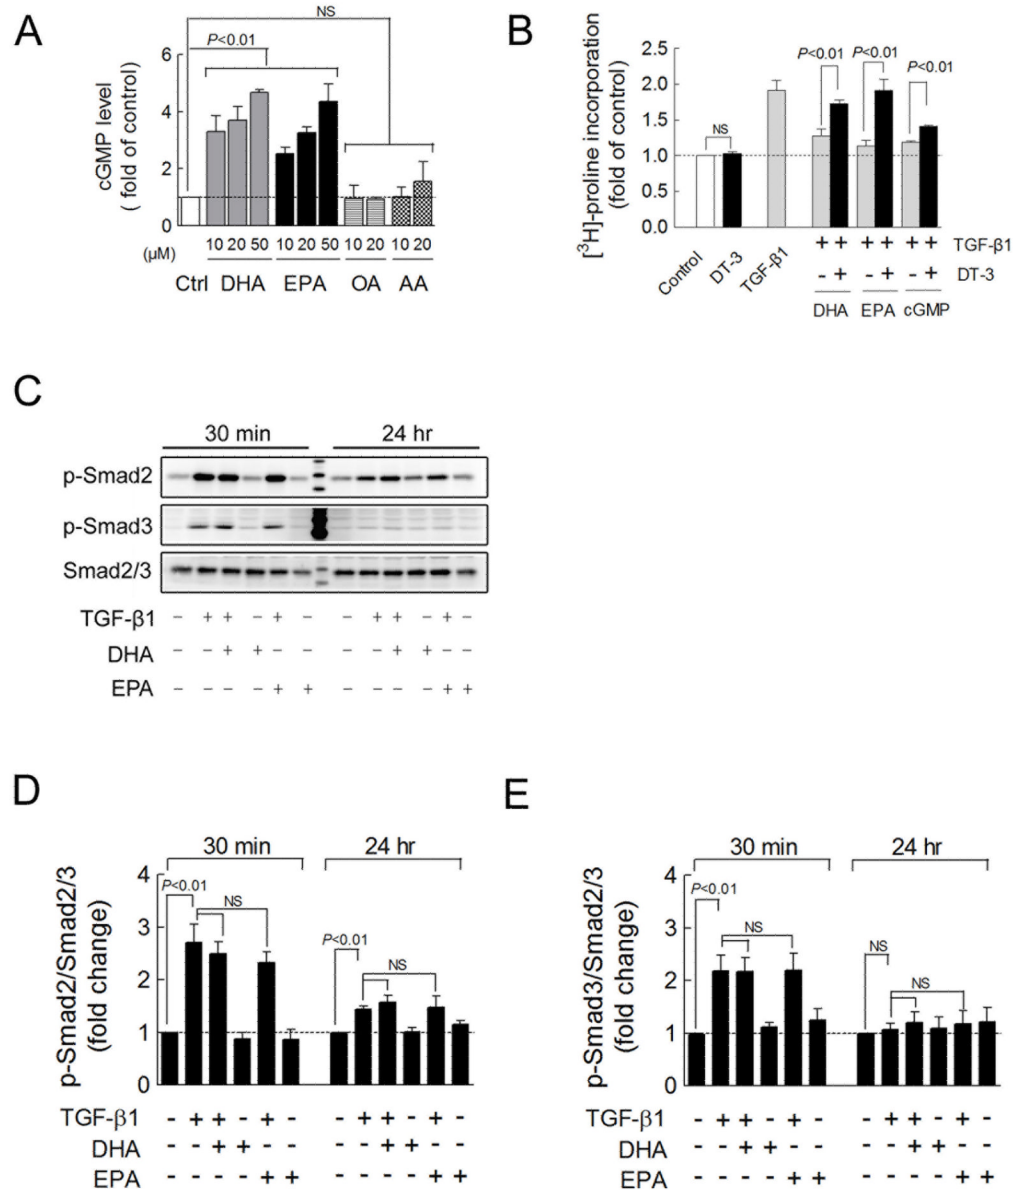 A
NS
P<0.01
cGMP level
( fold of control)
6
4
2
0
10 20 50 10 20 50 10 20 10 20
(µM)
Ctrl DHA EPA OA AA
B
[³H]-proline incorporation
(fold of control)
2.5
2.0
1.5
1.0
0.5
0.0
NS
P<0.01
P<0.01
P<0.01
Control
DT-3
TGF-β1
+ + + + + + TGF-β1
- + - + - + DT-3
DHA EPA cGMP
C
30 min 24 hr
p-Smad2
p-Smad3
Smad2/3
TGF-β1 − + + − + − − + + − + −
DHA − − + + − − − − + + − −
EPA − − − − + + − − − − + +
D
30 min 24 hr
p-Smad2/Smad2/3
(fold change)
4
3
2
1
0
P<0.01
NS
P<0.01
NS
TGF-β1 - + + - + - - + + - + -
DHA - - + + - - - - + + - -
EPA - - - - + + - - - - + +
E
30 min 24 hr
p-Smad3/Smad2/3
(fold change)
4
3
2
1
0
P<0.01
NS
NS
NS
TGF-β1 - + + - + - - + + - + -
DHA - - + + - - - - + + - -
EPA - - - - + + - - - - + +